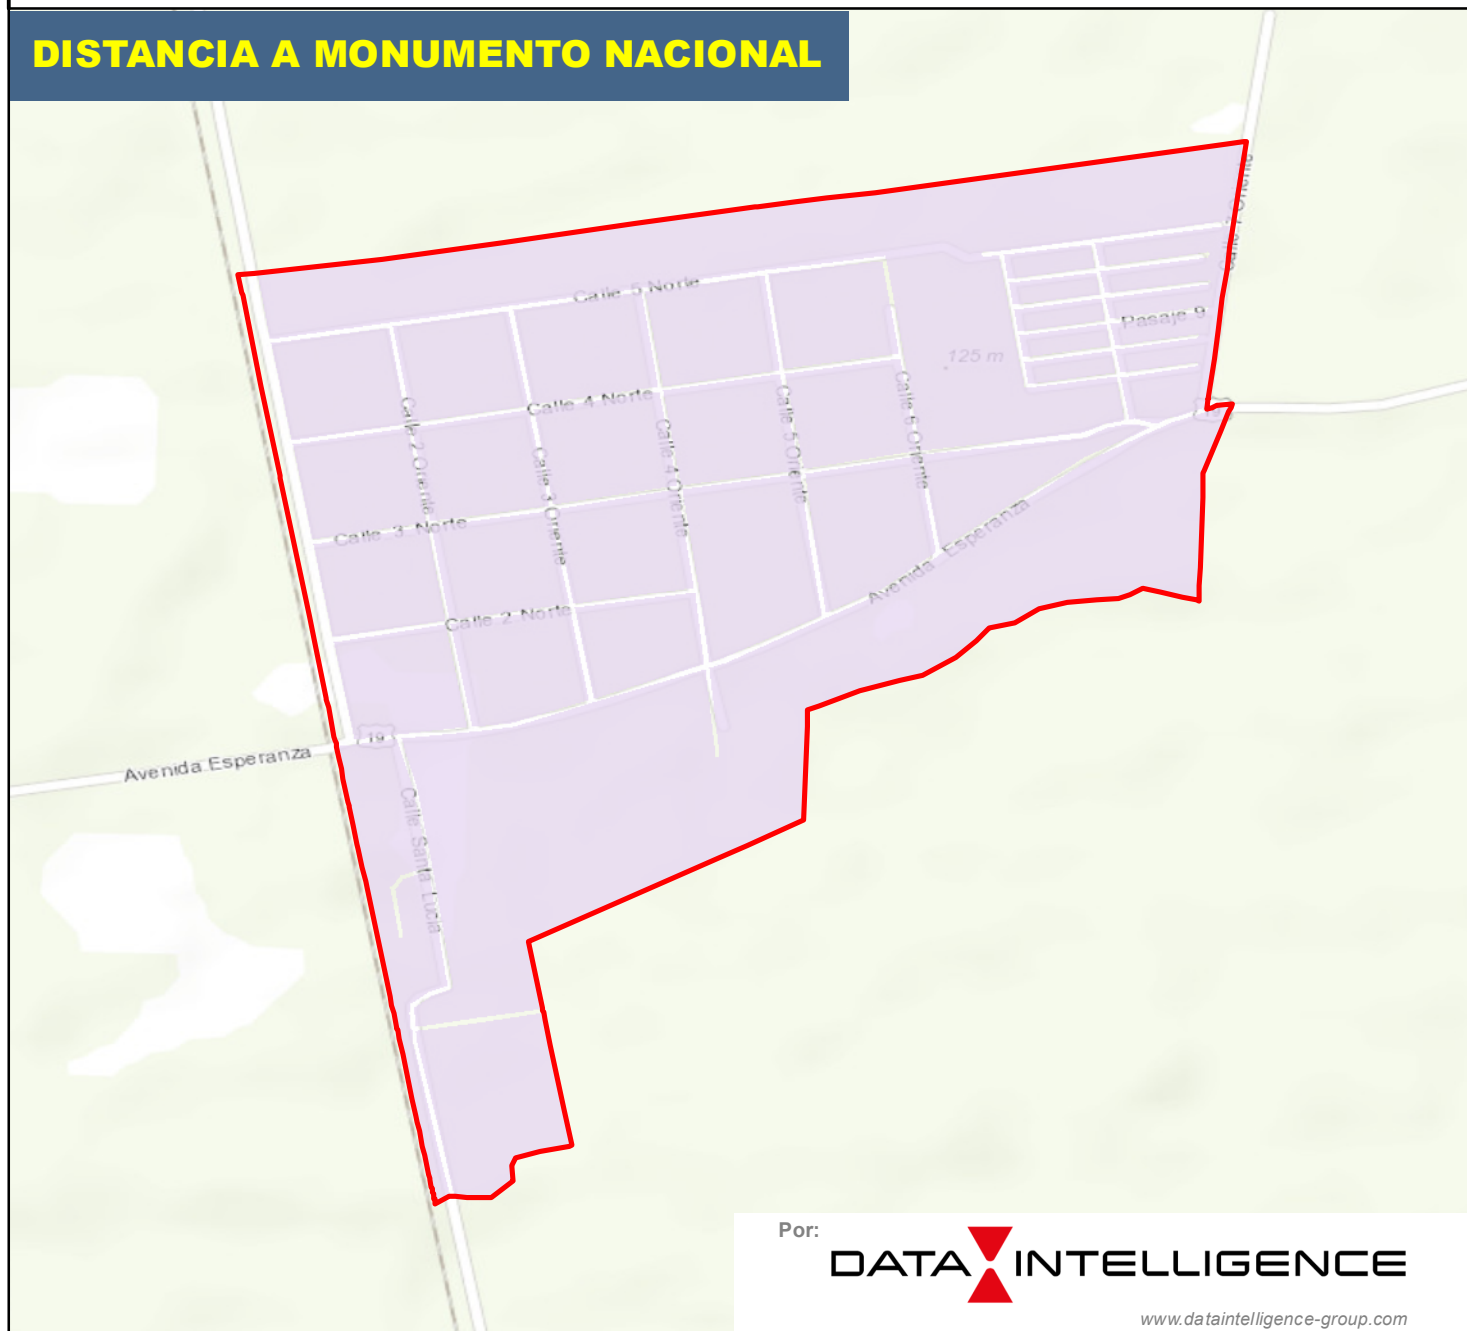 DISTANCIA A MONUMENTO NACIONAL
Calle 5 Norte
Pasaje 9
125 m
Calle 4 Norte
Calle 2 Oriente
Calle 3 Oriente
Calle 4 Oriente
Calle 5 Oriente
Calle 6 Oriente
Calle 3 Norte
Avenida Esperanza
Calle 2 Norte
19
Avenida Esperanza
Calle Santa Lucia
Por:
DATA INTELLIGENCE
www.dataintelligence-group.com